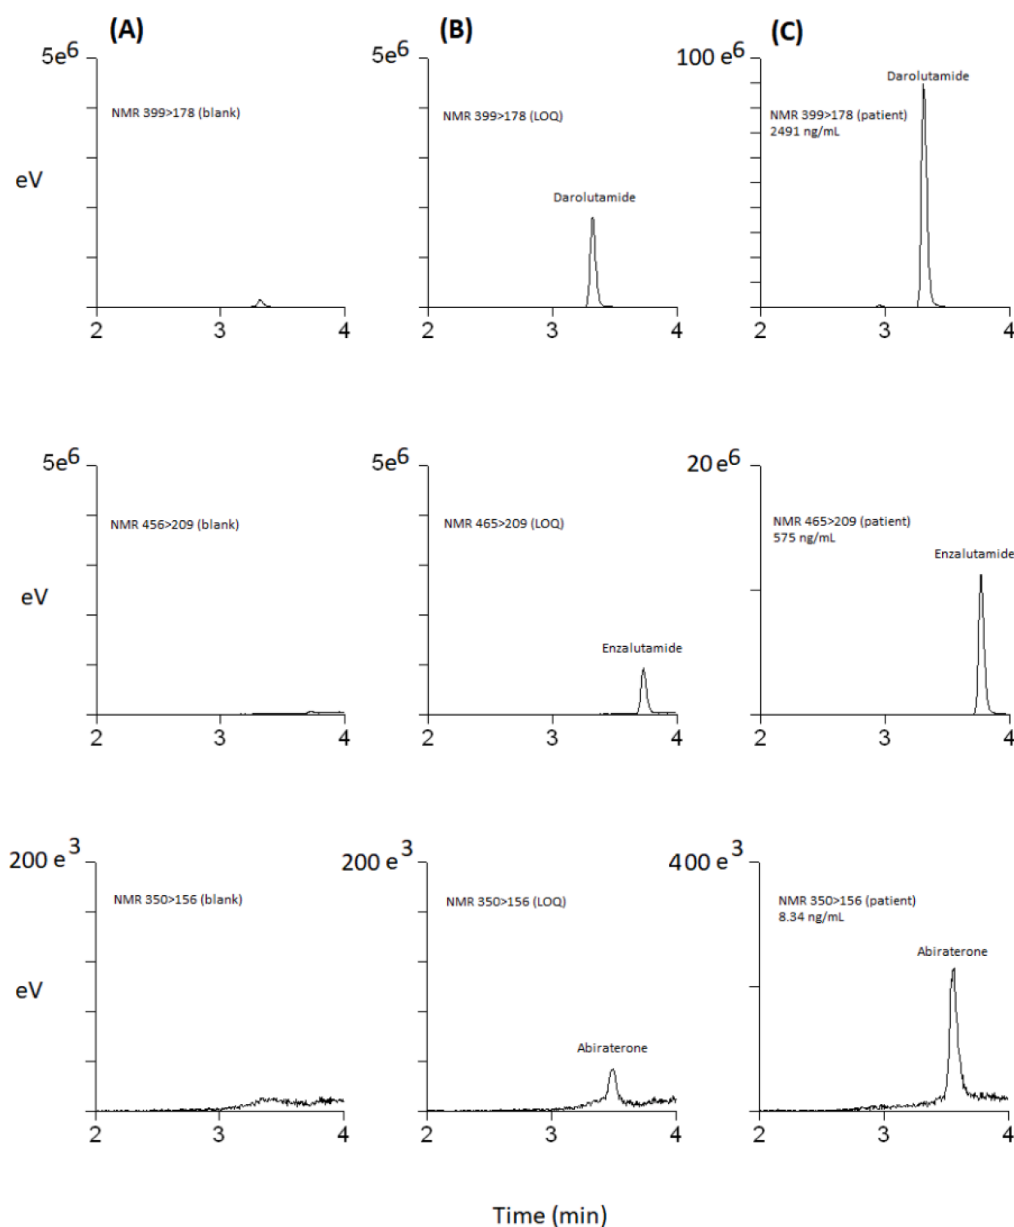 (A)
(B)
(C)
5e6
5e6
100 e6
NMR 399>178 (blank)
NMR 399>178 (LOQ)
Darolutamide
Darolutamide
NMR 399>178 (patient)
2491 ng/mL
eV
2 3 4
2 3 4
2 3 4
5e6
5e6
20 e6
NMR 456>209 (blank)
NMR 465>209 (LOQ)
Enzalutamide
NMR 465>209 (patient)
575 ng/mL
Enzalutamide
eV
2 3 4
2 3 4
2 3 4
200 e3
200 e3
400 e3
NMR 350>156 (blank)
NMR 350>156 (LOQ)
Abiraterone
NMR 350>156 (patient)
8.34 ng/mL
Abiraterone
eV
2 3 4
2 3 4
2 3 4
Time (min)